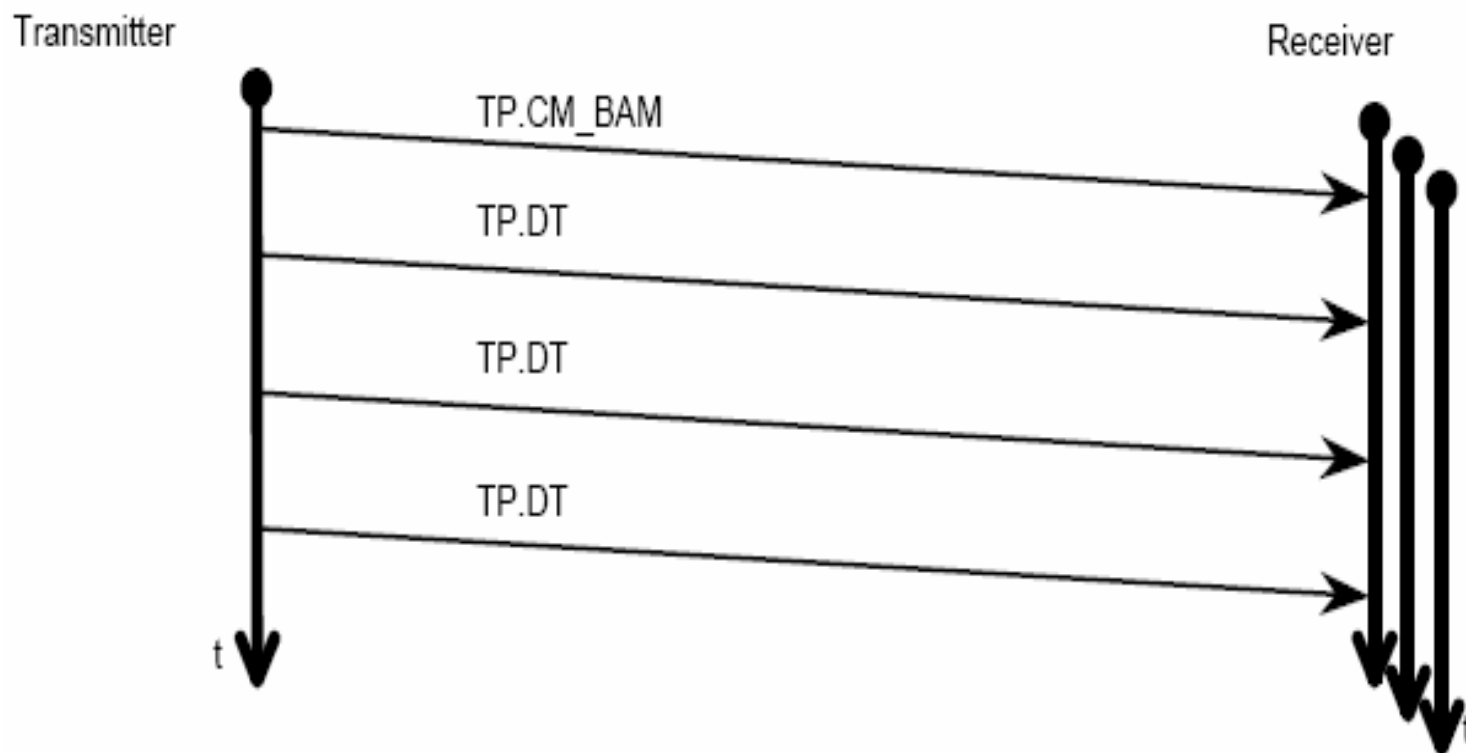 Transmitter
Receiver
TP.CM_BAM
TP.DT
TP.DT
TP.DT
t
t